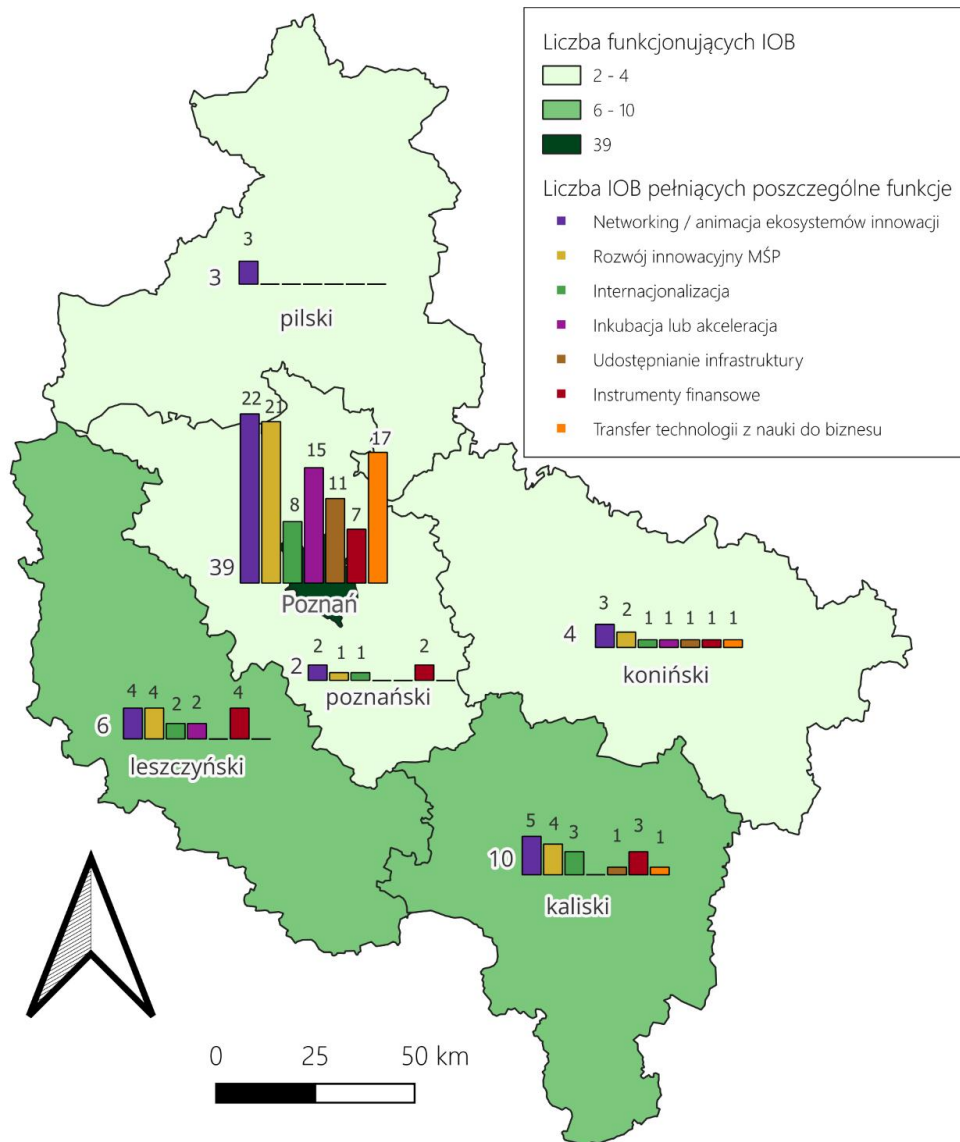 Liczba funkcjonujących IOB
2 - 4
6 - 10
39
Liczba IOB pełniących poszczególne funkcje
Networking / animacja ekosystemów innowacji
Rozwój innowacyjny MŚP
Internacjonalizacja
Inkubacja lub akceleracja
Udostępnianie infrastruktury
Instrumenty finansowe
Transfer technologii z nauki do biznesu
3
3
pilski
22 21 8 15 11 7 17
39
Poznań
2 1 1 2
2
poznański
3 2 1 1 1 1 1
4
koniński
4 4 2 2 4
6
leszczyński
5 4 3 1 3 1
10
kaliski
0 25 50 km